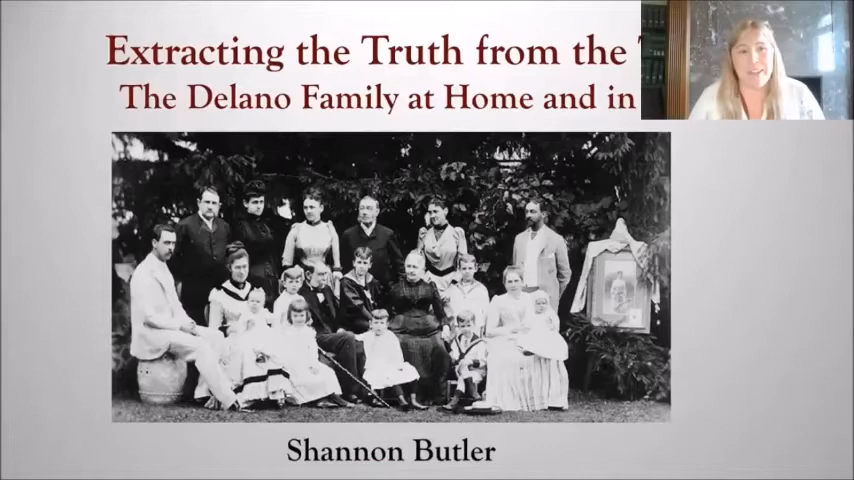 Extracting the Truth from the
The Delano Family at Home and in
Shannon Butler